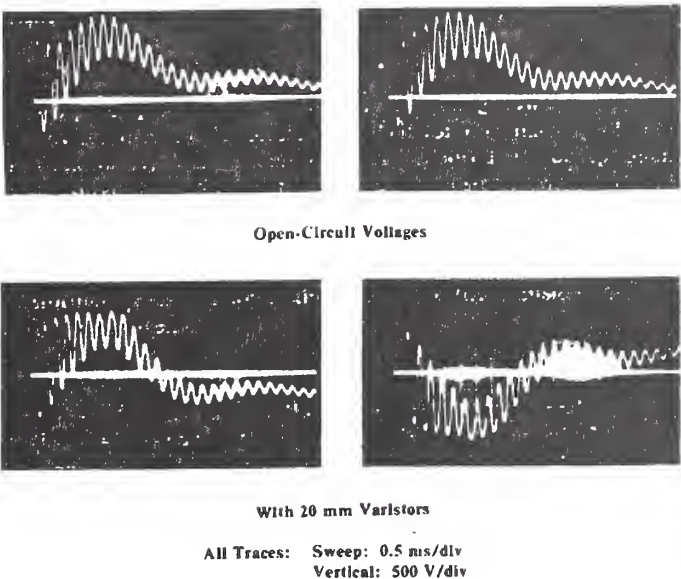 Open-Circuit Voltages
With 20 mm Varistors
All Traces: Sweep: 0.5 ms/div
Vertical: 500 V/div